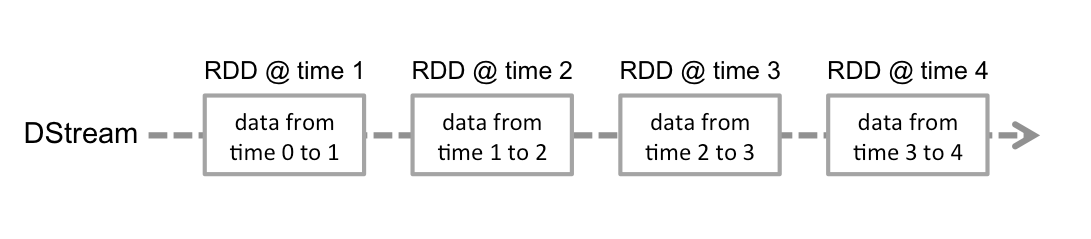 RDD @ time 1
RDD @ time 2
RDD @ time 3
RDD @ time 4
DStream
data from
time 0 to 1
data from
time 1 to 2
data from
time 2 to 3
data from
time 3 to 4